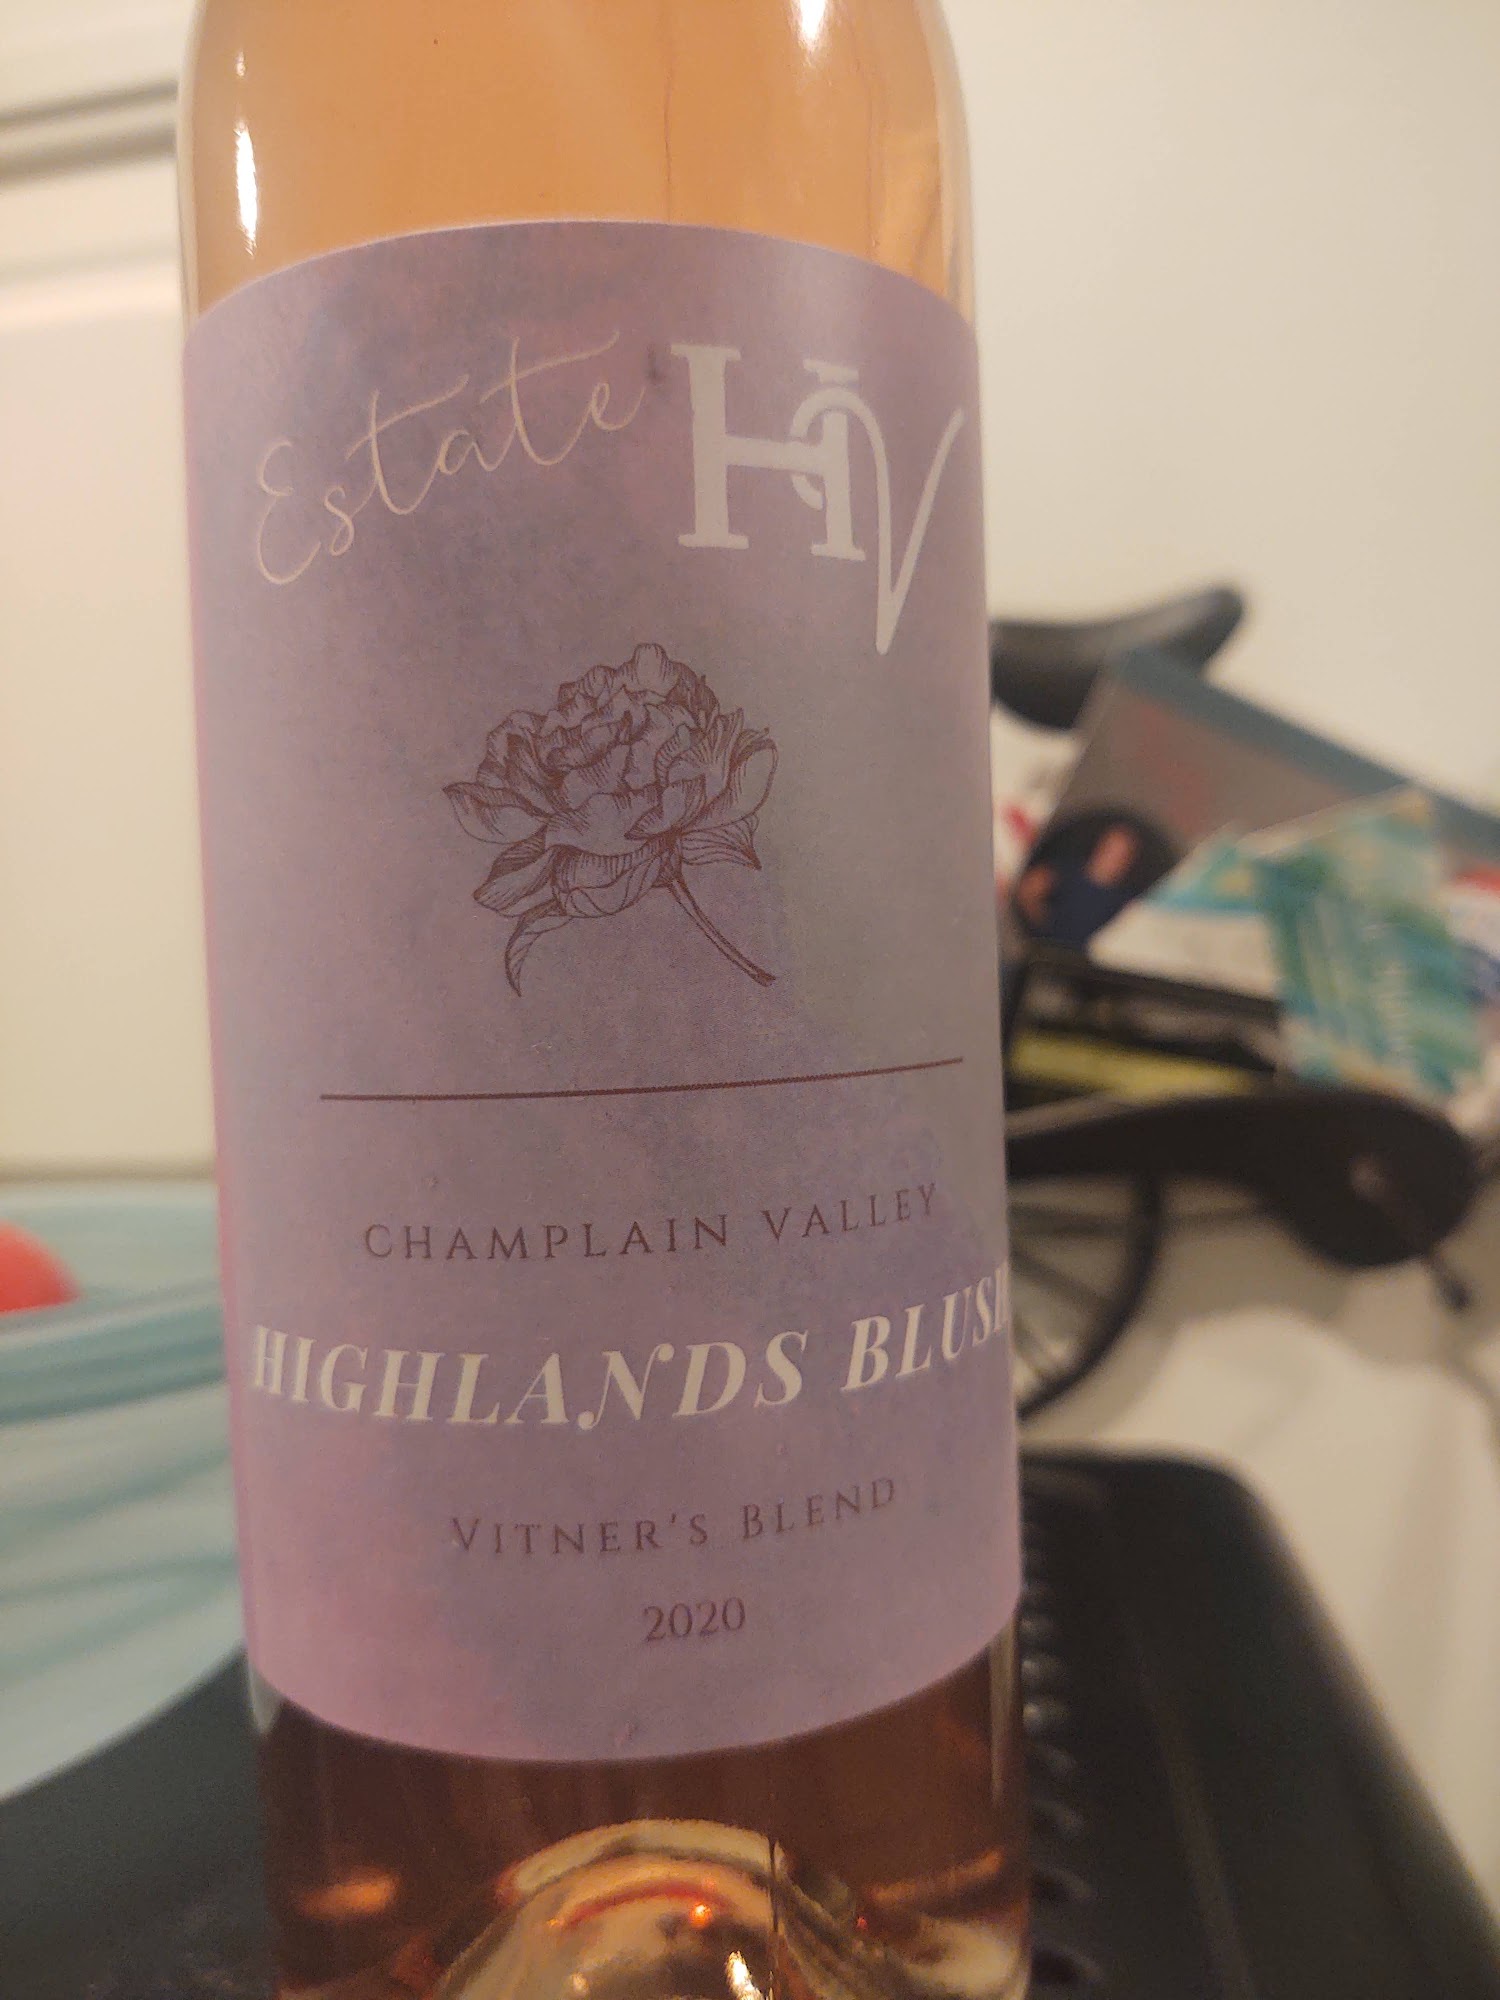 Estate HV
CHAMPLAIN VALLEY
HIGHLANDS BLUSH
VITNER'S BLEND
2020